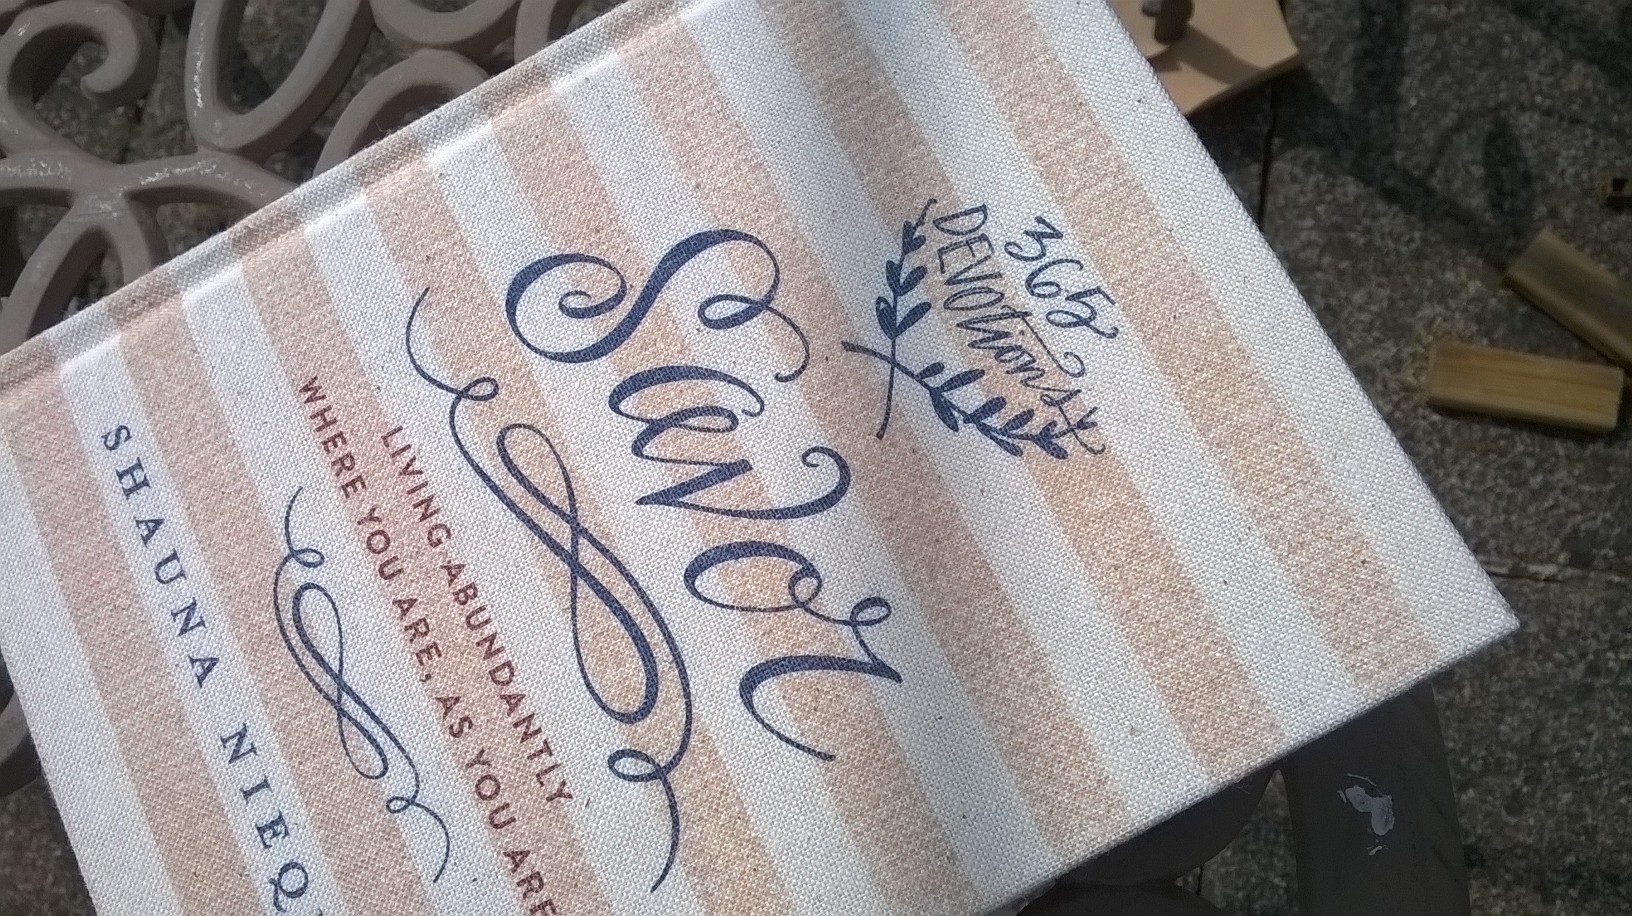 365
DEVOtions
Savor
LIVING ABUNDANTLY
WHERE YOU ARE, AS YOU ARE
SHAUNA NIEQ